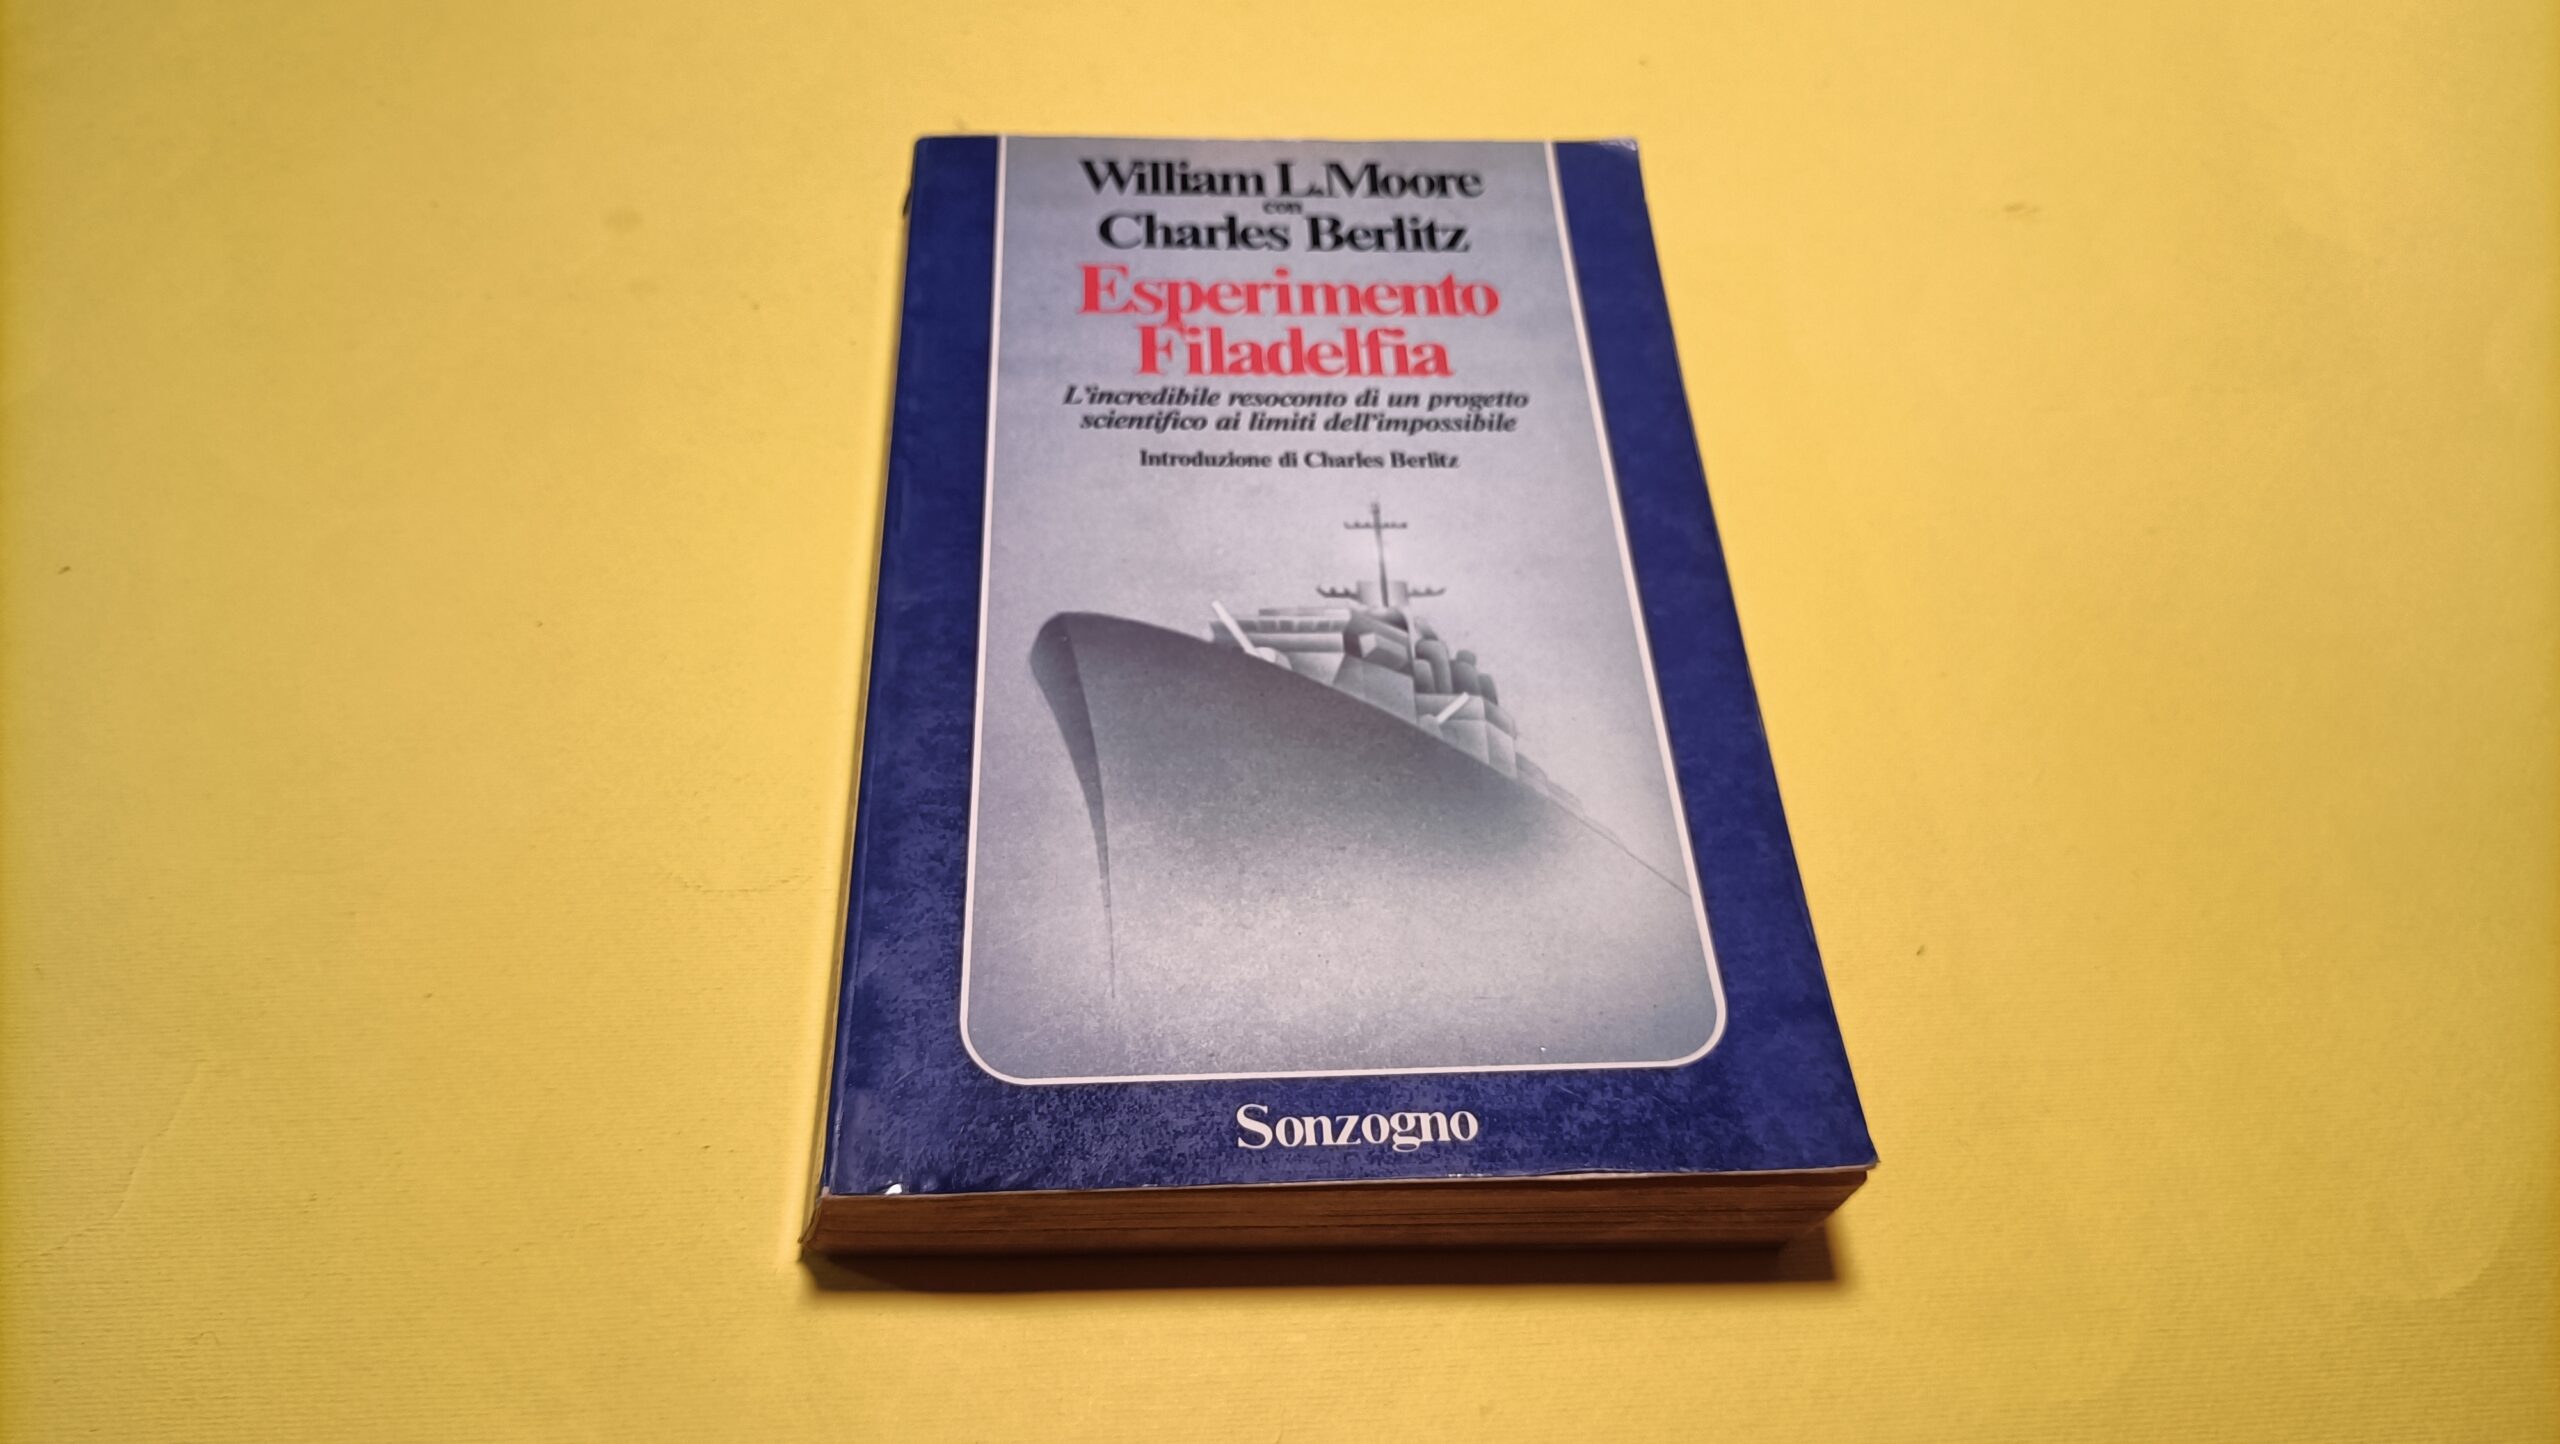 William L. Moore
con
Charles Berlitz
Esperimento
Filadelfia
L'incredibile resoconto di un progetto
scientifico ai limiti dell'impossibile
Introduzione di Charles Berlitz
Sonzogno